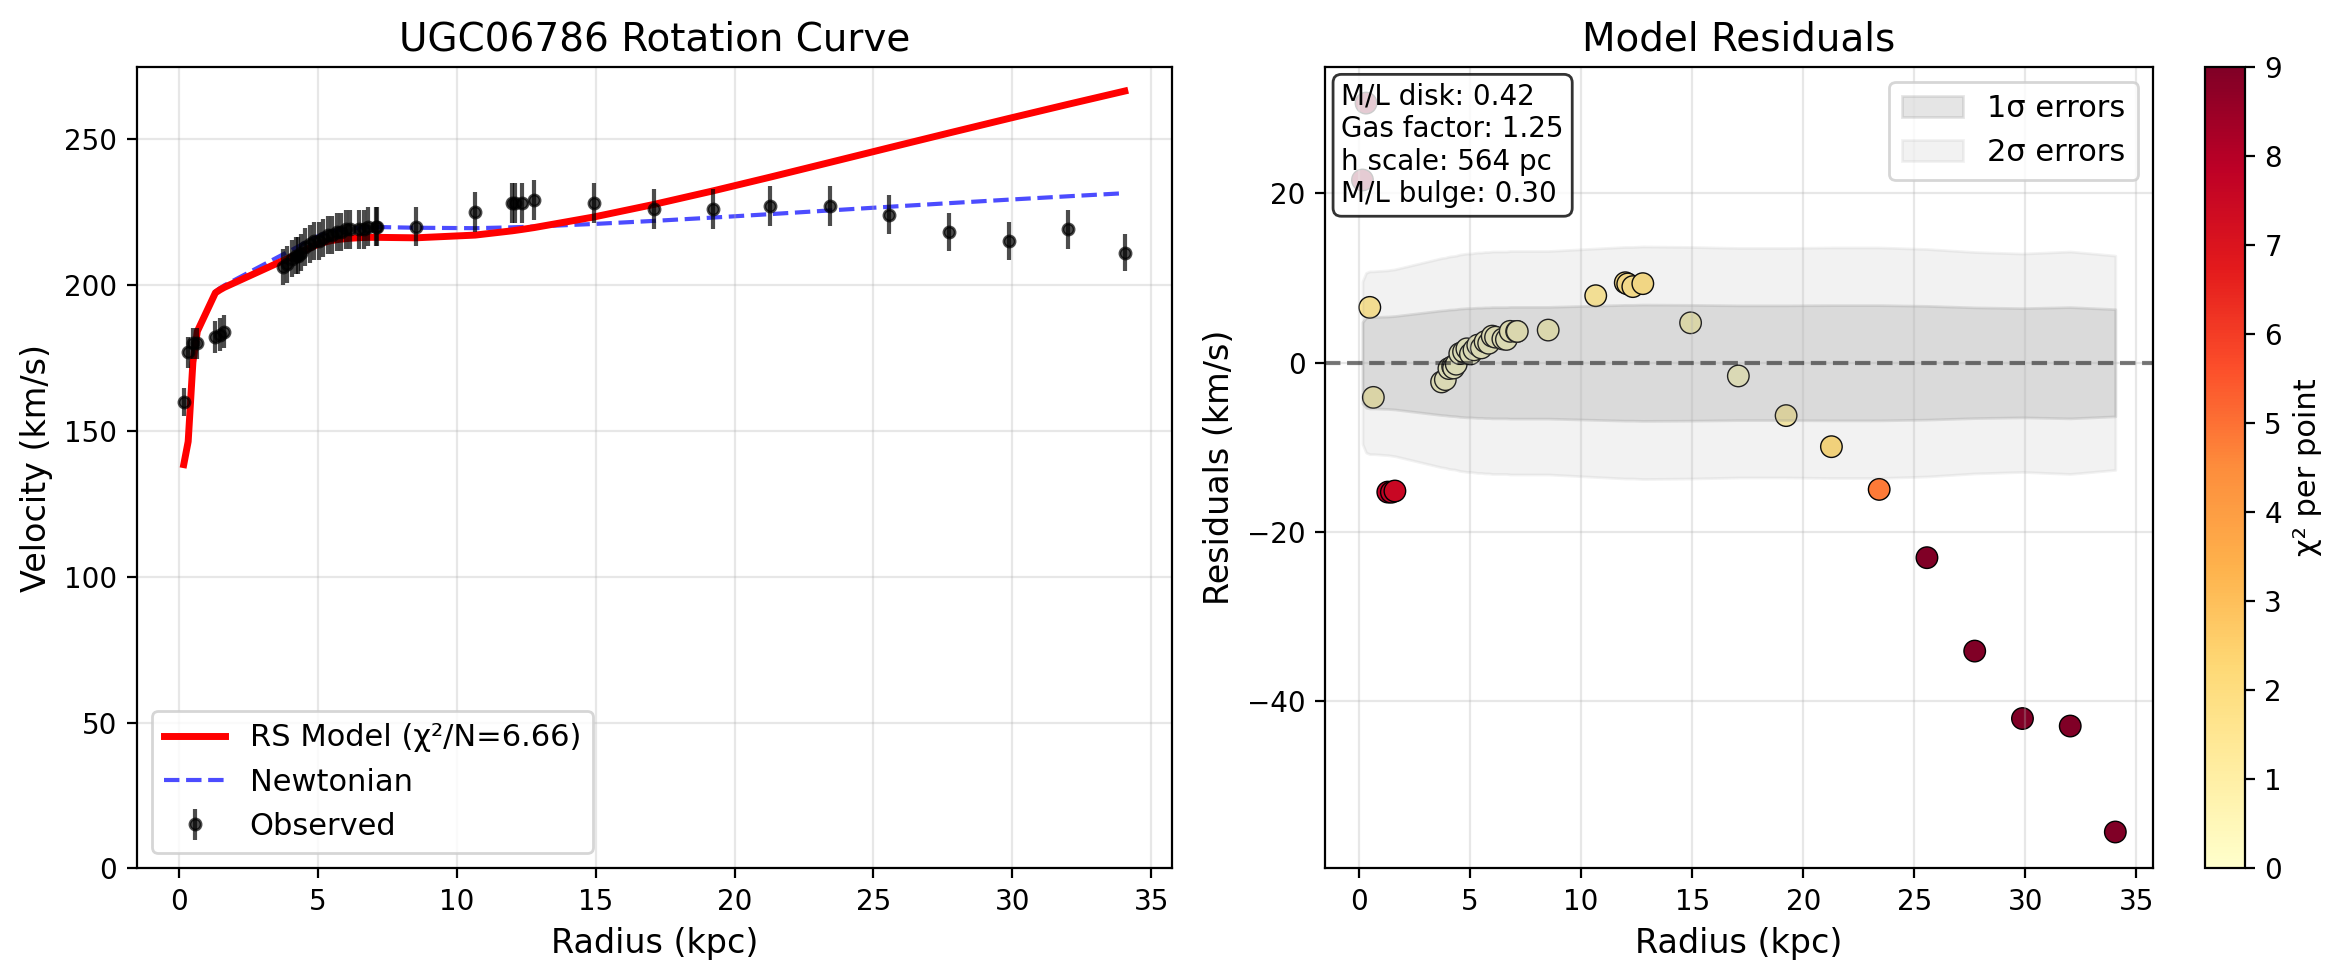 UGC06786 Rotation Curve
Velocity (km/s)
250
200
150
100
50
0
RS Model (χ²/N=6.66)
Newtonian
Observed
0 5 10 15 20 25 30 35
Radius (kpc)
Model Residuals
Residuals (km/s)
20
0
−20
−40
M/L disk: 0.42
Gas factor: 1.25
h scale: 564 pc
M/L bulge: 0.30
1σ errors
2σ errors
0 5 10 15 20 25 30 35
Radius (kpc)
9
8
7
6
5
4
3
2
1
0
χ² per point